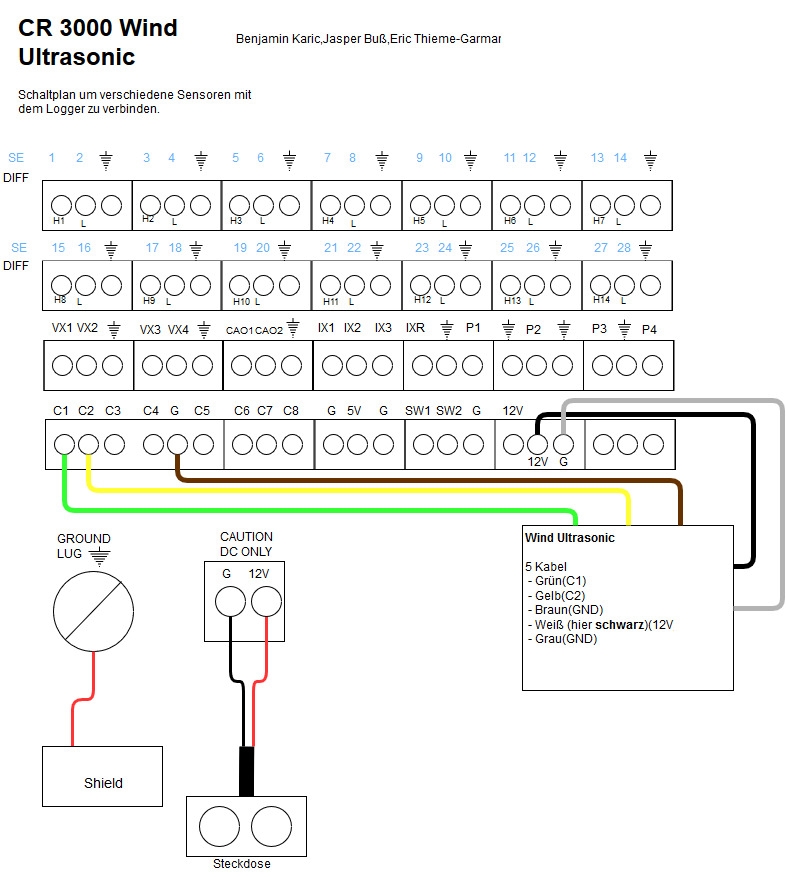 CR 3000 Wind
Ultrasonic
Benjamin Karic,Jasper Buß,Eric Thieme-Garmar
Schaltplan um verschiedene Sensoren mit
dem Logger zu verbinden.
SE 1 2 3 4 5 6 7 8 9 10 11 12 13 14
DIFF
H1 L H2 L H3 L H4 L H5 L H6 L H7 L
SE 15 16 17 18 19 20 21 22 23 24 25 26 27 28
DIFF
H8 L H9 L H10 L H11 L H12 L H13 L H14 L
VX1 VX2 VX3 VX4 CAO1 CAO2 IX1 IX2 IX3 IXR P1 P2 P3 P4
C1 C2 C3 C4 G C5 C6 C7 C8 G 5V G SW1 SW2 G 12V
12V G
GROUND
LUG
CAUTION
DC ONLY
G 12V
Wind Ultrasonic
5 Kabel
- Grün(C1)
- Gelb(C2)
- Braun(GND)
- Weiß (hier schwarz)(12V
- Grau(GND)
Shield
Steckdose